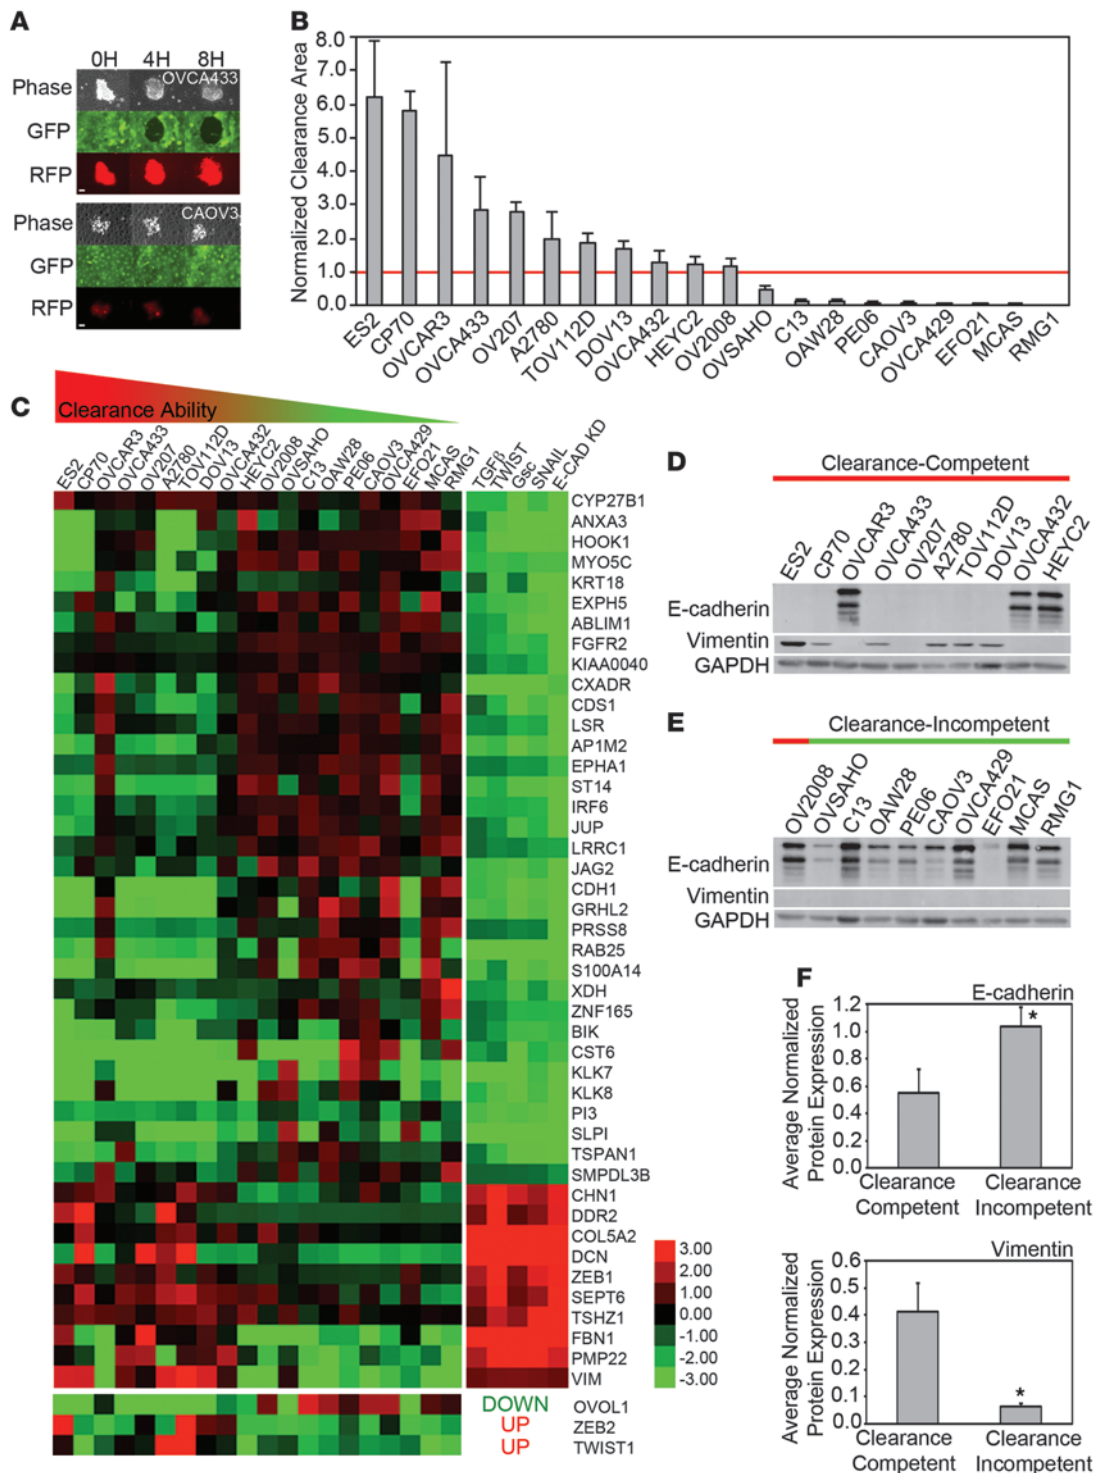 A
0H 4H 8H
Phase
OVCA433
GFP
RFP
Phase
CAOV3
GFP
RFP
B
Normalized Clearance Area
8.0
7.0
6.0
5.0
4.0
3.0
2.0
1.0
0.0
ES2 CP70 OVCAR3 OVCA433 OV207 A2780 TOV112D DOV13 OVCA432 HEYC2 OV2008 OVSAHO C13 OAW28 PE06 CAOV3 OVCA429 EFO21 MCAS RMG1
C
Clearance Ability
ES2 CP70 OVCAR3 OVCA433 OV207 A2780 TOV112D DOV13 OVCA432 HEYC2 OV2008 OVSAHO C13 OAW28 PE06 CAOV3 OVCA429 EFO21 MCAS RMG1
TGFβ TWIST Gsc SNAIL E-CAD KD
CYP27B1
ANXA3
HOOK1
MYO5C
KRT18
EXPH5
ABLIM1
FGFR2
KIAA0040
CXADR
CDS1
LSR
AP1M2
EPHA1
ST14
IRF6
JUP
LRRC1
JAG2
CDH1
GRHL2
PRSS8
RAB25
S100A14
XDH
ZNF165
BIK
CST6
KLK7
KLK8
PI3
SLPI
TSPAN1
SMPDL3B
CHN1
DDR2
COL5A2
DCN
ZEB1
SEPT6
TSHZ1
FBN1
PMP22
VIM
3.00
2.00
1.00
0.00
-1.00
-2.00
-3.00
DOWN OVOL1
UP ZEB2
UP TWIST1
D
Clearance-Competent
ES2 CP70 OVCAR3 OVCA433 OV207 A2780 TOV112D DOV13 OVCA432 HEYC2
E-cadherin
Vimentin
GAPDH
E
Clearance-Incompetent
OV2008 OVSAHO C13 OAW28 PE06 CAOV3 OVCA429 EFO21 MCAS RMG1
E-cadherin
Vimentin
GAPDH
F
E-cadherin
Average Normalized
Protein Expression
1.2
1.0
0.8
0.6
0.4
0.2
0.0
*
Clearance Clearance
Competent Incompetent
Vimentin
Average Normalized
Protein Expression
0.6
0.5
0.4
0.3
0.2
0.1
0.0
*
Clearance Clearance
Competent Incompetent